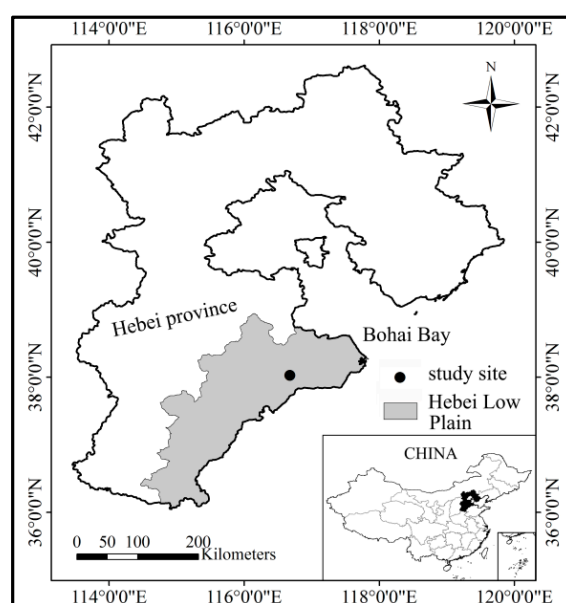 114°0'0"E 116°0'0"E 118°0'0"E 120°0'0"E
N
42°0'0"N
42°0'0"N
40°0'0"N
40°0'0"N
Hebei province
Bohai Bay
38°0'0"N
study site
38°0'0"N
Hebei Low
Plain
CHINA
36°0'0"N
36°0'0"N
0 50 100 200
Kilometers
114°0'0"E 116°0'0"E 118°0'0"E 120°0'0"E